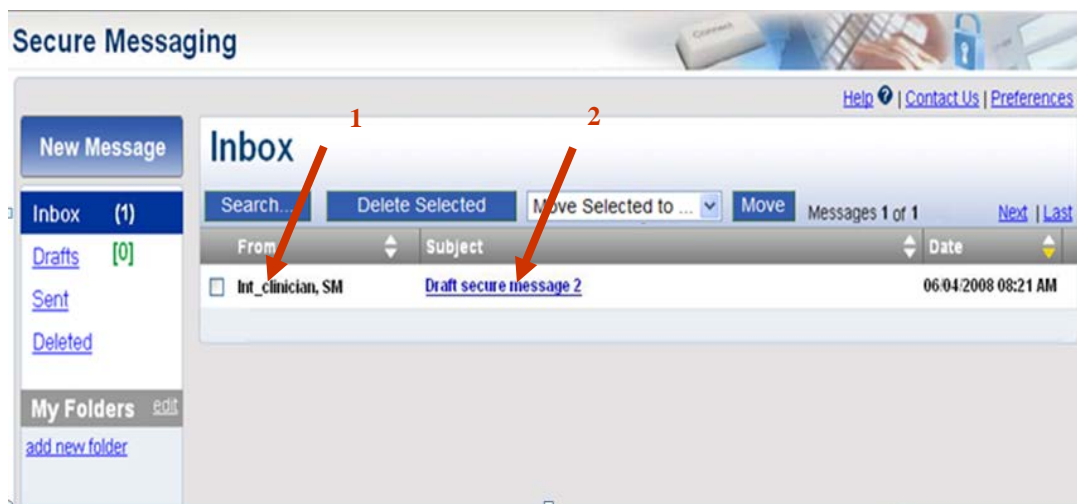 Secure Messaging
Connect
Help ? | Contact Us | Preferences
1
2
New Message
Inbox
Search...
Delete Selected
Move Selected to ...
Move
Messages 1 of 1
Next | Last
Inbox (1)
Drafts [0]
Sent
Deleted
My Folders edit
add new folder
From
Subject
Date
Int_clinician, SM
Draft secure message 2
06/04/2008 08:21 AM